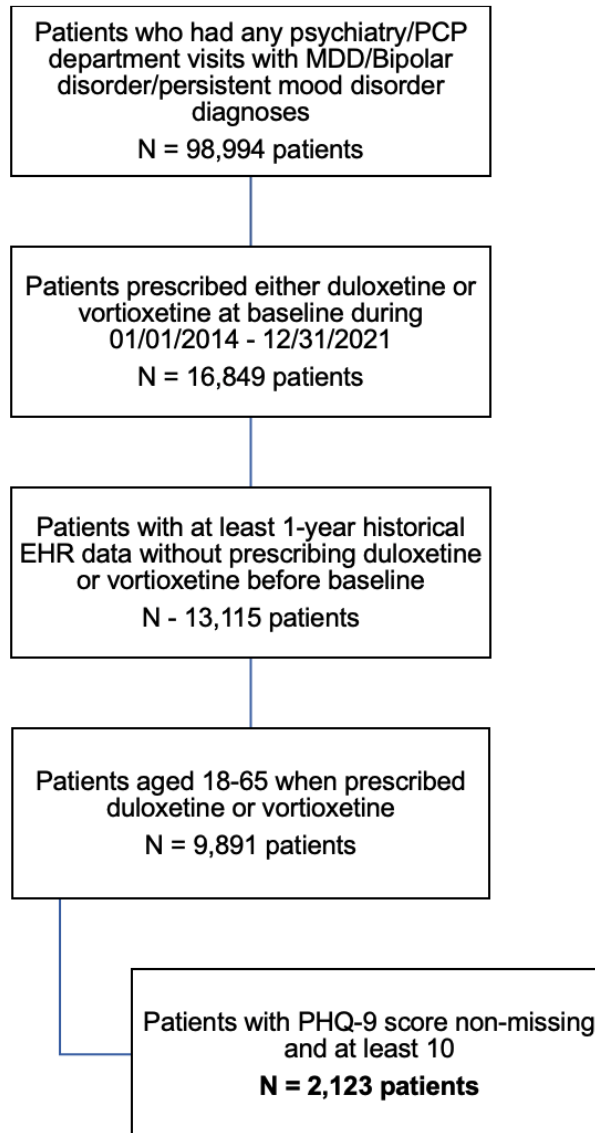 Patients who had any psychiatry/PCP
department visits with MDD/Bipolar
disorder/persistent mood disorder
diagnoses
N = 98,994 patients
Patients prescribed either duloxetine or
vortioxetine at baseline during
01/01/2014 - 12/31/2021
N = 16,849 patients
Patients with at least 1-year historical
EHR data without prescribing duloxetine
or vortioxetine before baseline
N - 13,115 patients
Patients aged 18-65 when prescribed
duloxetine or vortioxetine
N = 9,891 patients
Patients with PHQ-9 score non-missing
and at least 10
N = 2,123 patients